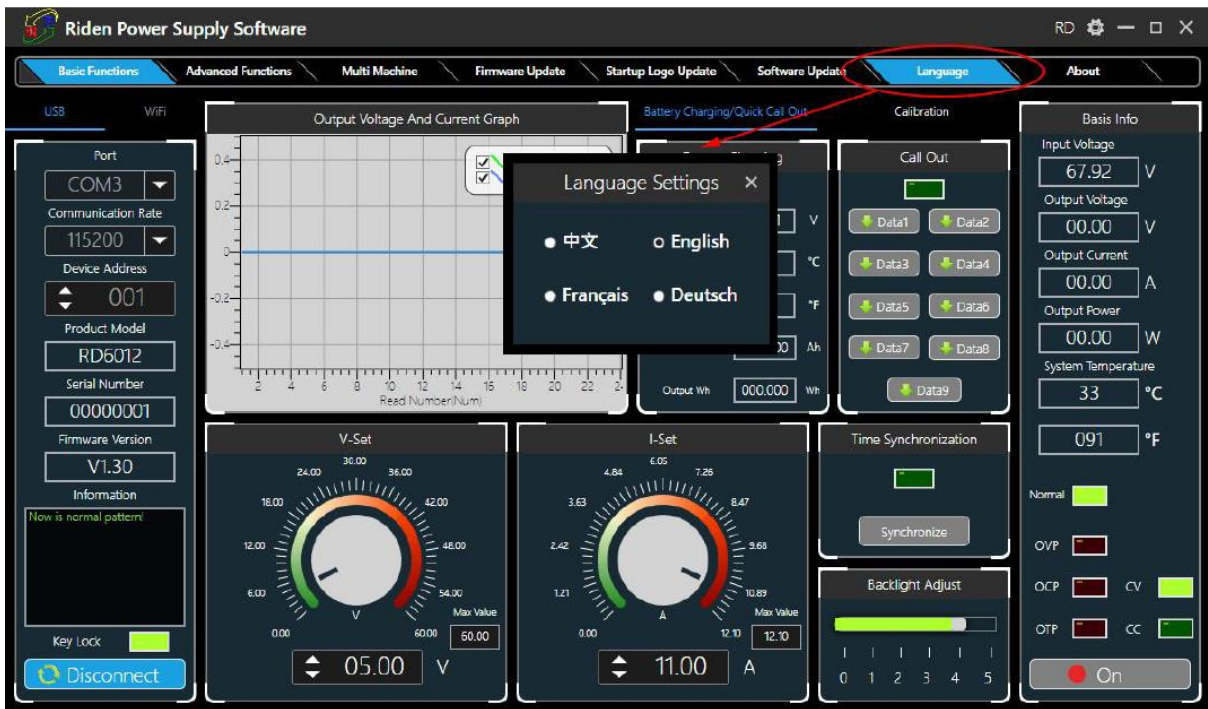 Riden Power Supply Software
RD
Basic Functions
Advanced Functions
Multi Machine
Firmware Update
Startup Logo Update
Software Update
Language
About
USB
WiFi
Port
COM3
Communication Rate
115200
Device Address
001
Product Model
RD6012
Serial Number
00000001
Firmware Version
V1.30
Information
Now is normal pattern!
Key Lock
Disconnect
Output Voltage And Current Graph
0.4
0.2
0
-0.2
-0.4
2 4 6 8 10 12 14 16 18 20 22
Read Number(Num)
Battery Charging/Quick Call Out
Calibration
Language Settings ×
中文
English
Français
Deutsch
V
°C
°F
Ah
Output Wh 000.000 Wh
Call Out
Data1 Data2
Data3 Data4
Data5 Data6
Data7 Data8
Data9
V-Set
0.00
6.00
12.00
18.00
24.00
30.00
36.00
42.00
48.00
54.00
60.00
V
Max Value
60.00
05.00 V
I-Set
0.00
1.21
2.42
3.63
4.84
6.05
7.26
8.47
9.68
10.89
12.10
A
Max Value
12.10
11.00 A
Time Synchronization
Synchronize
Backlight Adjust
0 1 2 3 4 5
Basis Info
Input Voltage
67.92 V
Output Voltage
00.00 V
Output Current
00.00 A
Output Power
00.00 W
System Temperature
33 °C
091 °F
Normal
OVP
OCP CV
OTP CC
On